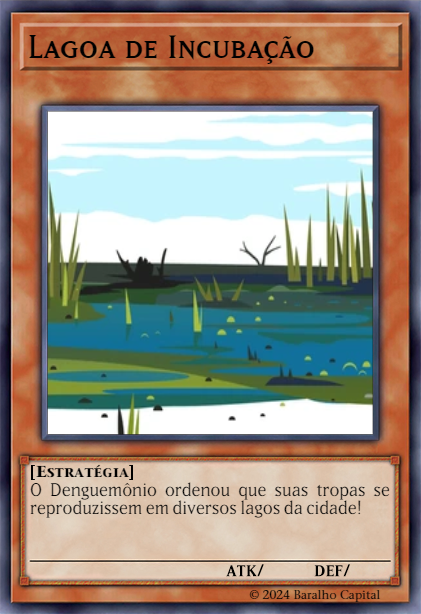 Lagoa de Incubação
[Estratégia]
O Denguemônio ordenou que suas tropas se
reproduzissem em diversos lagos da cidade!
ATK/ DEF/
© 2024 Baralho Capital